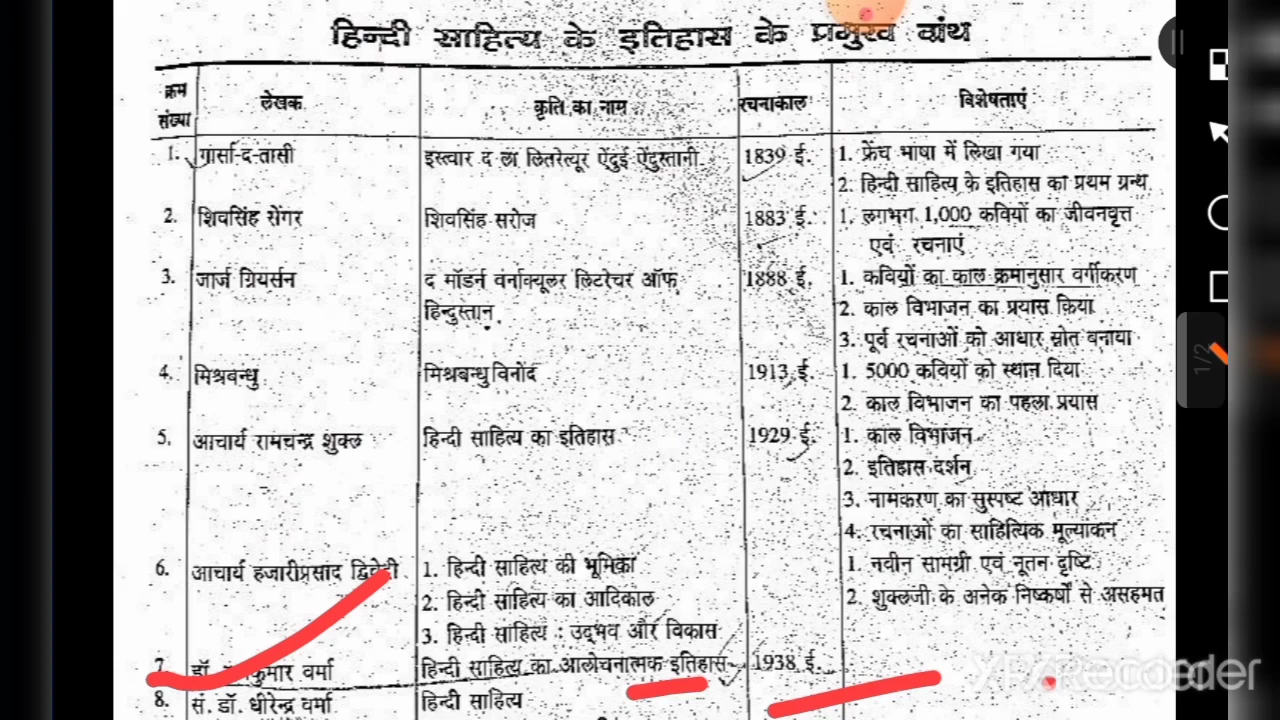 हिन्दी साहित्य के इतिहास के प्रमुख ग्रंथ
क्रम संख्या लेखक कृति का नाम रचनाकाल विशेषताएं
1. गार्सा-द-तासी इस्त्वार द ला लितरेत्यूर ऐंदुई ऐंदुस्तानी 1839 ई. 1. फ्रेंच भाषा में लिखा गया
2. हिन्दी साहित्य के इतिहास का प्रथम ग्रन्थ
2. शिवसिंह सेंगर शिवसिंह सरोज 1883 ई. 1. लगभग 1,000 कवियों का जीवनवृत्त
एवं रचनाएं
3. जार्ज ग्रियर्सन द मॉडर्न वर्नाक्यूलर लिटरेचर ऑफ 1888 ई. 1. कवियों का काल क्रमानुसार वर्गीकरण
हिन्दुस्तान 2. काल विभाजन का प्रयास किया
3. पूर्व रचनाओं को आधार स्रोत बनाया
4. मिश्रबन्धु मिश्रबन्धु विनोद 1913 ई. 1. 5000 कवियों को स्थान दिया
2. काल विभाजन का पहला प्रयास
5. आचार्य रामचन्द्र शुक्ल हिन्दी साहित्य का इतिहास 1929 ई. 1. काल विभाजन
2. इतिहास दर्शन
3. नामकरण का सुस्पष्ट आधार
4. रचनाओं का साहित्यिक मूल्यांकन
6. आचार्य हजारीप्रसाद द्विवेदी 1. हिन्दी साहित्य की भूमिका 1. नवीन सामग्री एवं नूतन दृष्टि
2. हिन्दी साहित्य का आदिकाल 2. शुक्लजी के अनेक निष्कर्षों से असहमत
3. हिन्दी साहित्य : उद्भव और विकास
7. डॉ. वर्मा हिन्दी साहित्य का आलोचनात्मक इतिहास 1938 ई.
8. सं. डॉ. धीरेन्द्र वर्मा हिन्दी साहित्य
1/2
Recorder